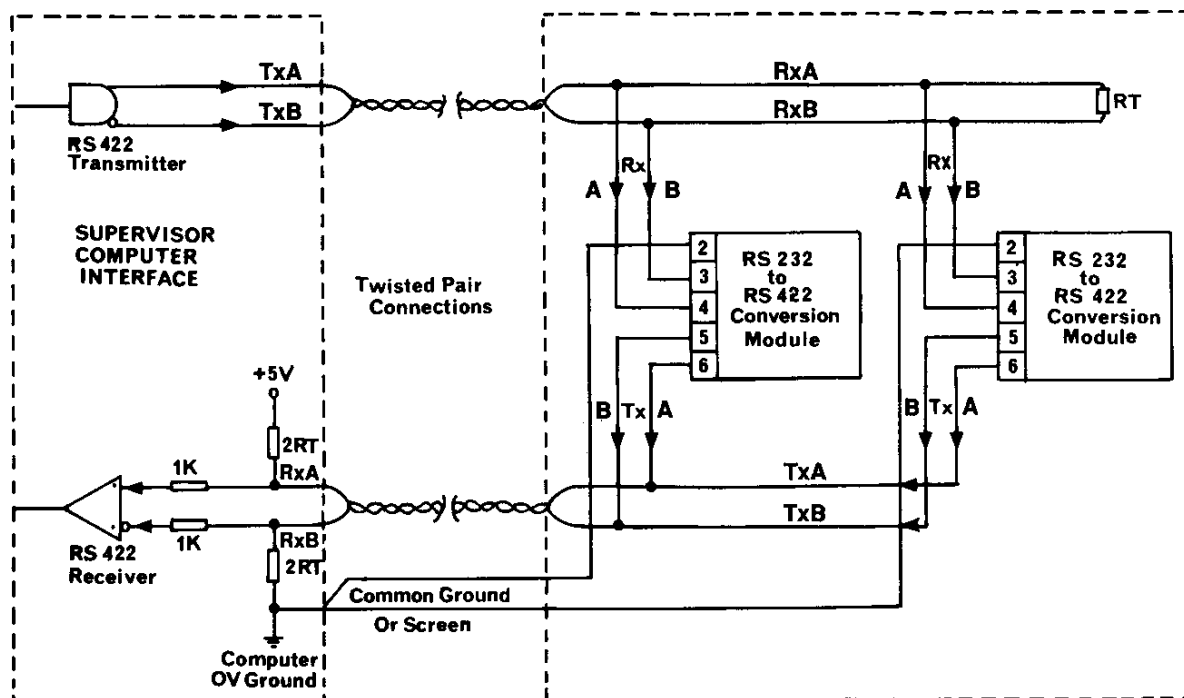 TxA
TxB
RS 422
Transmitter
SUPERVISOR
COMPUTER
INTERFACE
Twisted Pair
Connections
RxA
RxB
RT
Rx
A
B
Rx
A
B
2
3
4
5
6
RS 232
to
RS 422
Conversion
Module
2
3
4
5
6
RS 232
to
RS 422
Conversion
Module
B
Tx
A
B
Tx
A
+5V
2RT
1K
RxA
1K
RxB
2RT
RS 422
Receiver
TxA
TxB
Common Ground
Or Screen
Computer
OV Ground